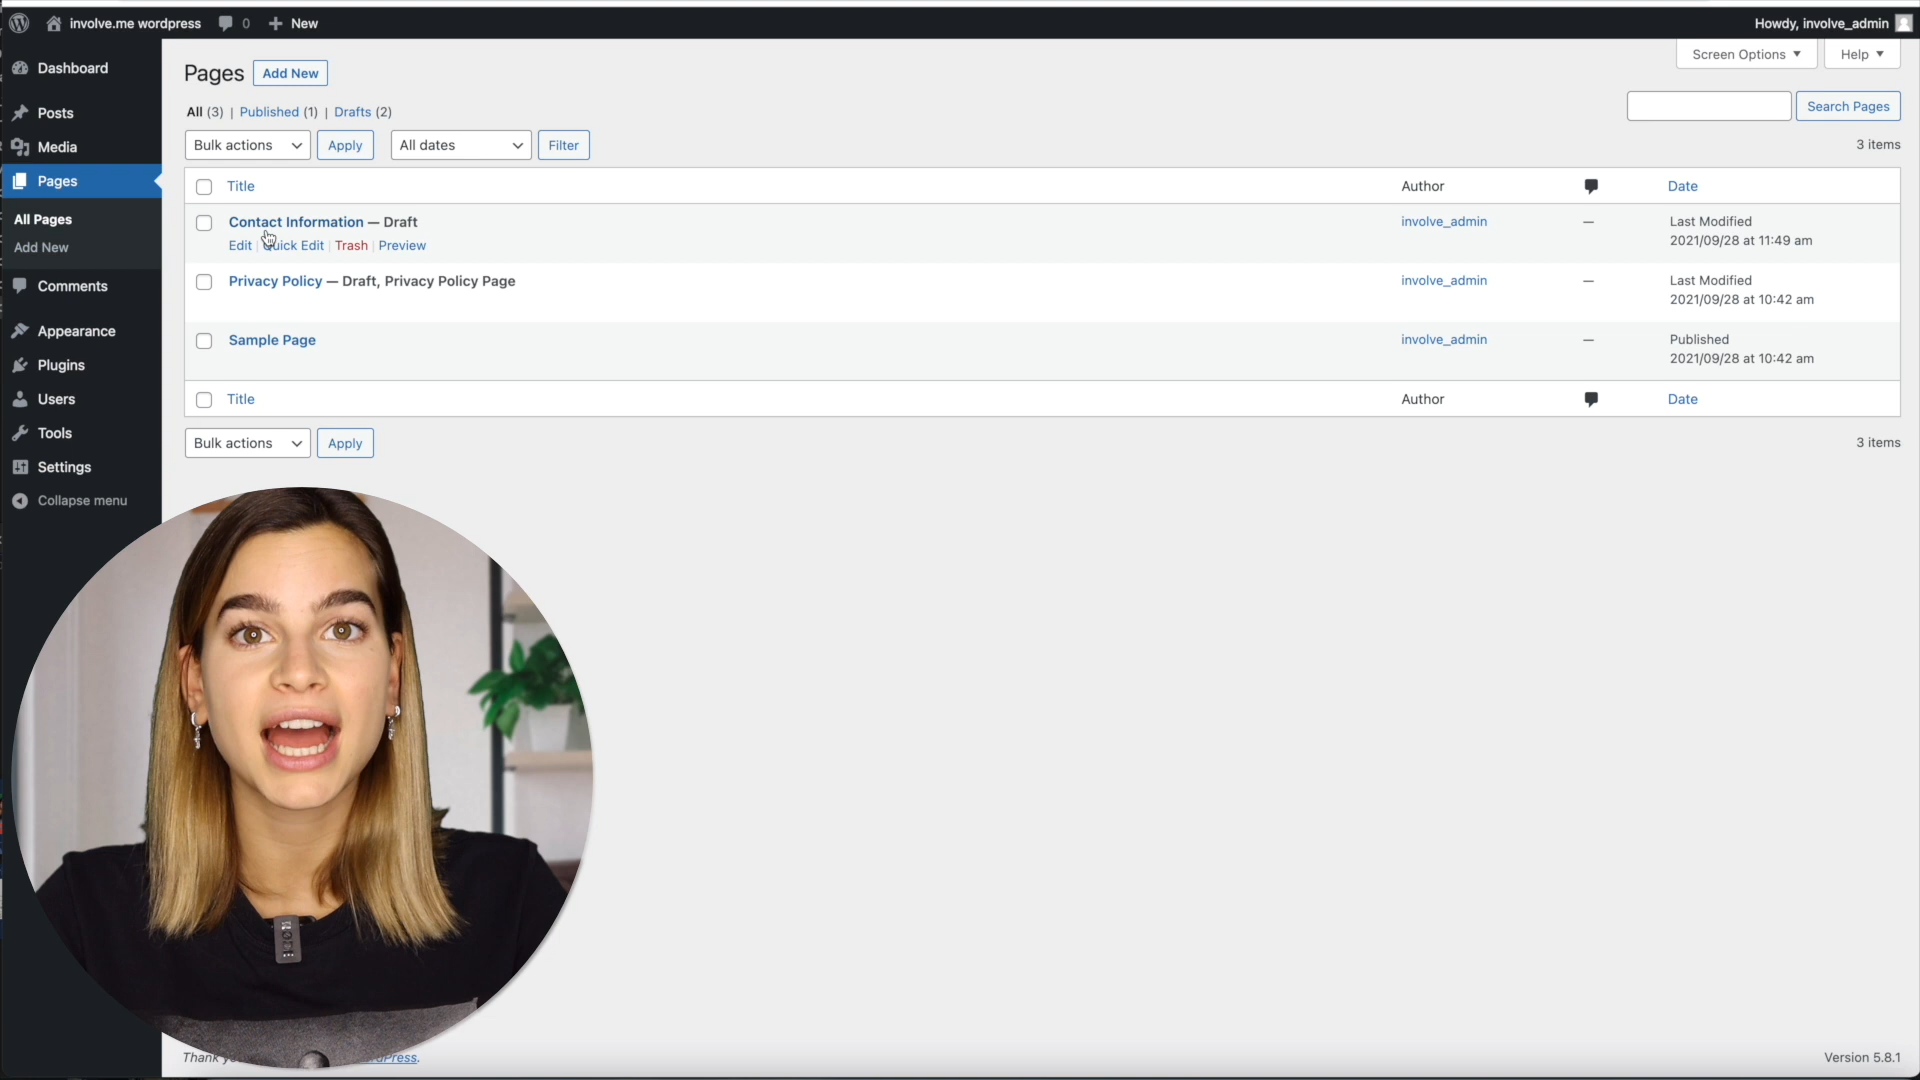 involve.me wordpress 0 New Howdy, involve_admin
Screen Options Help
Dashboard
Posts
Media
Pages
All Pages
Add New
Comments
Appearance
Plugins
Users
Tools
Settings
Collapse menu
Pages Add New
All (3) | Published (1) | Drafts (2)
Search Pages
Bulk actions Apply All dates Filter 3 items
Title Author Date
Contact Information — Draft involve_admin — Last Modified
2021/09/28 at 11:49 am
Edit | Quick Edit | Trash | Preview
Privacy Policy — Draft, Privacy Policy Page involve_admin — Last Modified
2021/09/28 at 10:42 am
Sample Page involve_admin — Published
2021/09/28 at 10:42 am
Title Author Date
Bulk actions Apply 3 items
Thank
Version 5.8.1